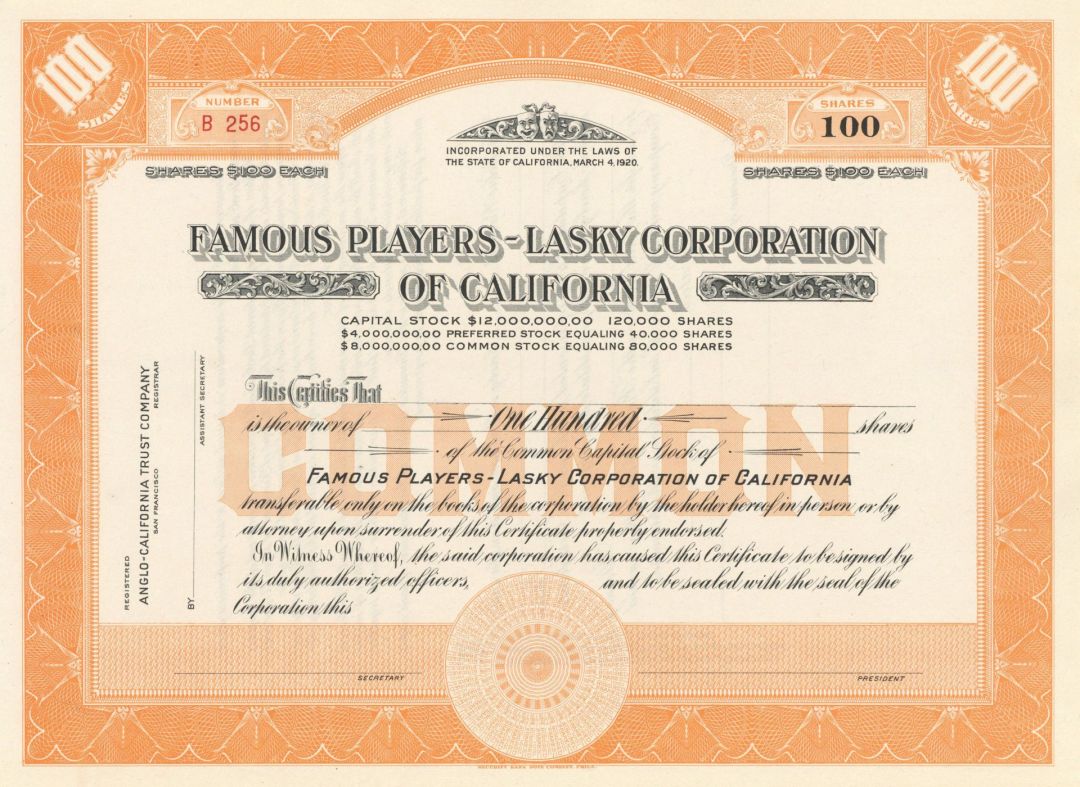 100 SHARES
100 SHARES
NUMBER
B 256
SHARES
100
INCORPORATED UNDER THE LAWS OF
THE STATE OF CALIFORNIA, MARCH 4, 1920.
SHARES $100 EACH
SHARES $100 EACH
FAMOUS PLAYERS-LASKY CORPORATION
OF CALIFORNIA
CAPITAL STOCK $12,000,000,00 120,000 SHARES
$4,000,000,00 PREFERRED STOCK EQUALING 40,000 SHARES
$8,000,000,00 COMMON STOCK EQUALING 80,000 SHARES
This Certifies That
is the owner of One Hundred shares
COMMON
of the Common Capital Stock of
FAMOUS PLAYERS-LASKY CORPORATION OF CALIFORNIA
transferable only on the books of the corporation by the holder hereof in person or by
attorney upon surrender of this Certificate properly endorsed.
In Witness Whereof, the said corporation has caused this Certificate to be signed by
its duly authorized officers, and to be sealed with the seal of the
Corporation this
REGISTERED
ANGLO-CALIFORNIA TRUST COMPANY
SAN FRANCISCO REGISTRAR
BY
ASSISTANT SECRETARY
SECRETARY
PRESIDENT
SECURITY BANK NOTE COMPANY PHILA.